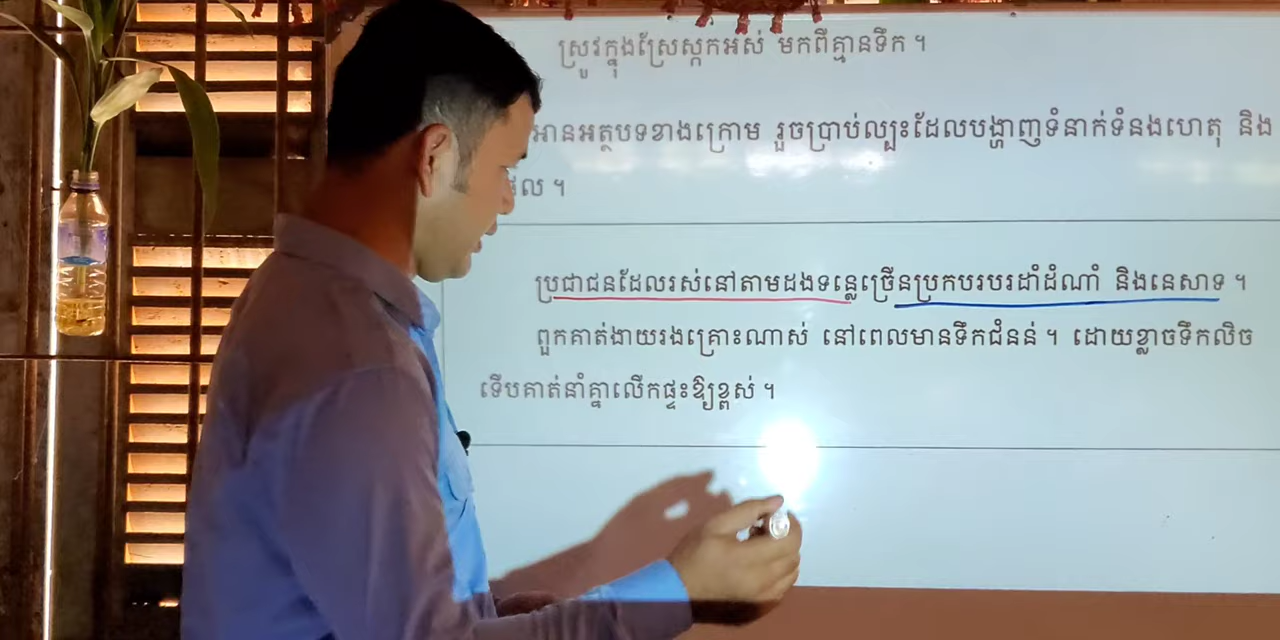 ស្រូវក្នុងស្រែស្កកអស់ មកពីគ្មានទឹក ។
អានអត្ថបទខាងក្រោម រួចប្រាប់ល្បះដែលបង្ហាញទំនាក់ទំនងហេតុ និង
ផល ។
ប្រជាជនដែលរស់នៅតាមដងទន្លេច្រើនប្រកបរបរដាំដំណាំ និងនេសាទ ។
ពួកគាត់ងាយរងគ្រោះណាស់ នៅពេលមានទឹកជំនន់ ។ ដោយខ្លាចទឹកលិច
ទើបគាត់នាំគ្នាលើកផ្ទះឱ្យខ្ពស់ ។